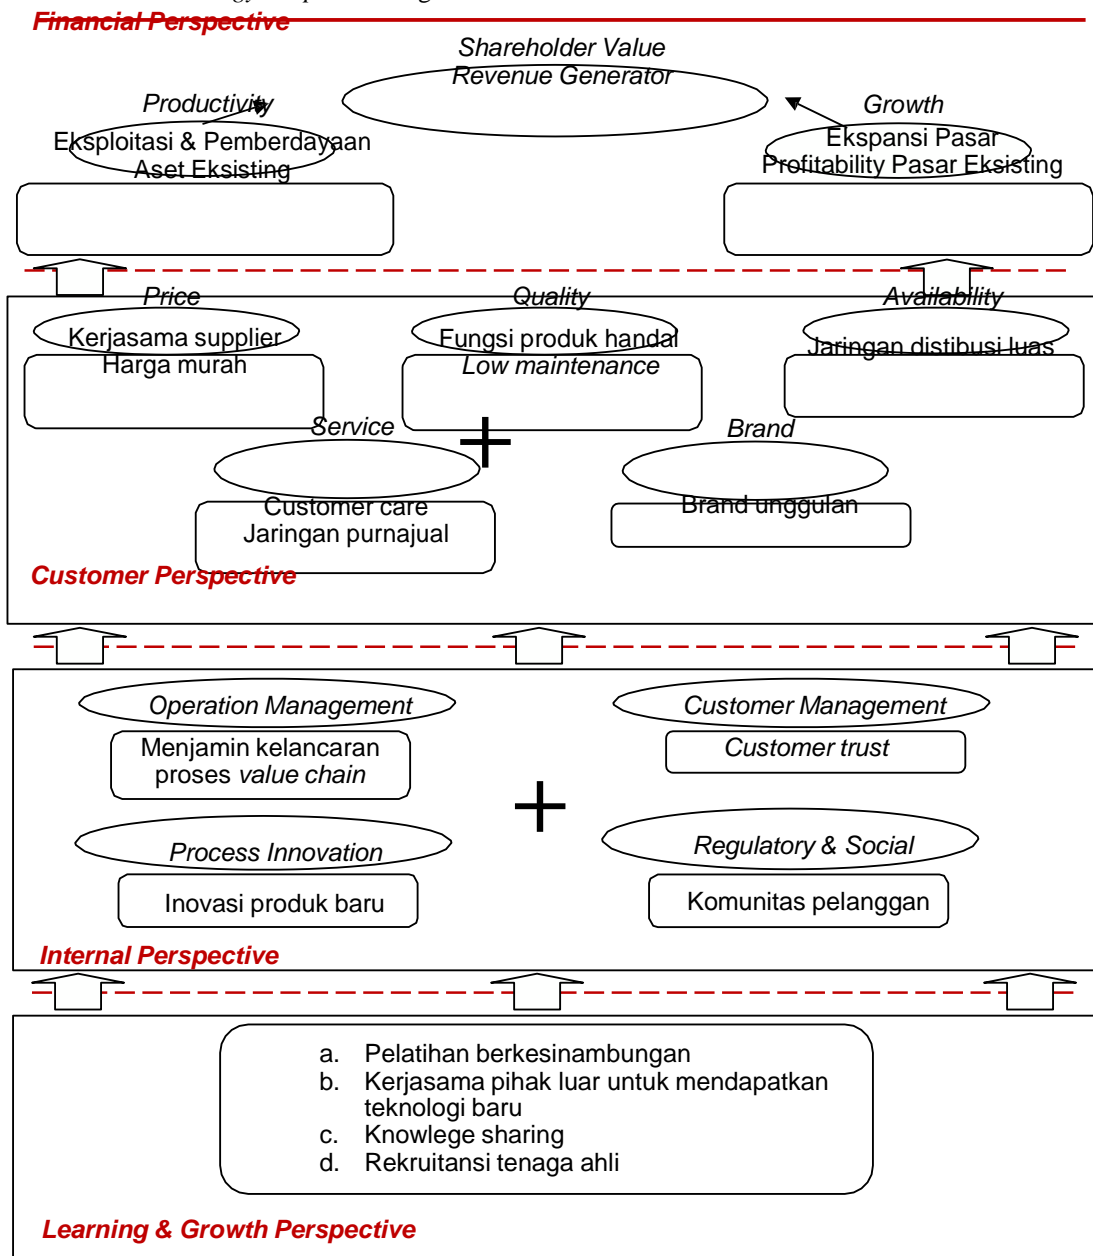 Financial Perspective
Shareholder Value
Revenue Generator
Productivity
Growth
Eksploitasi & Pemberdayaan
Aset Eksisting
Ekspansi Pasar
Profitability Pasar Eksisting
Price
Quality
Availability
Kerjasama supplier
Harga murah
Fungsi produk handal
Low maintenance
Jaringan distibusi luas
Service
Brand
Customer care
Jaringan purnajual
Brand unggulan
Customer Perspective
Operation Management
Customer Management
Menjamin kelancaran
proses value chain
Customer trust
Process Innovation
Regulatory & Social
Inovasi produk baru
Komunitas pelanggan
Internal Perspective
a. Pelatihan berkesinambungan
b. Kerjasama pihak luar untuk mendapatkan
teknologi baru
c. Knowlege sharing
d. Rekruitansi tenaga ahli
Learning & Growth Perspective